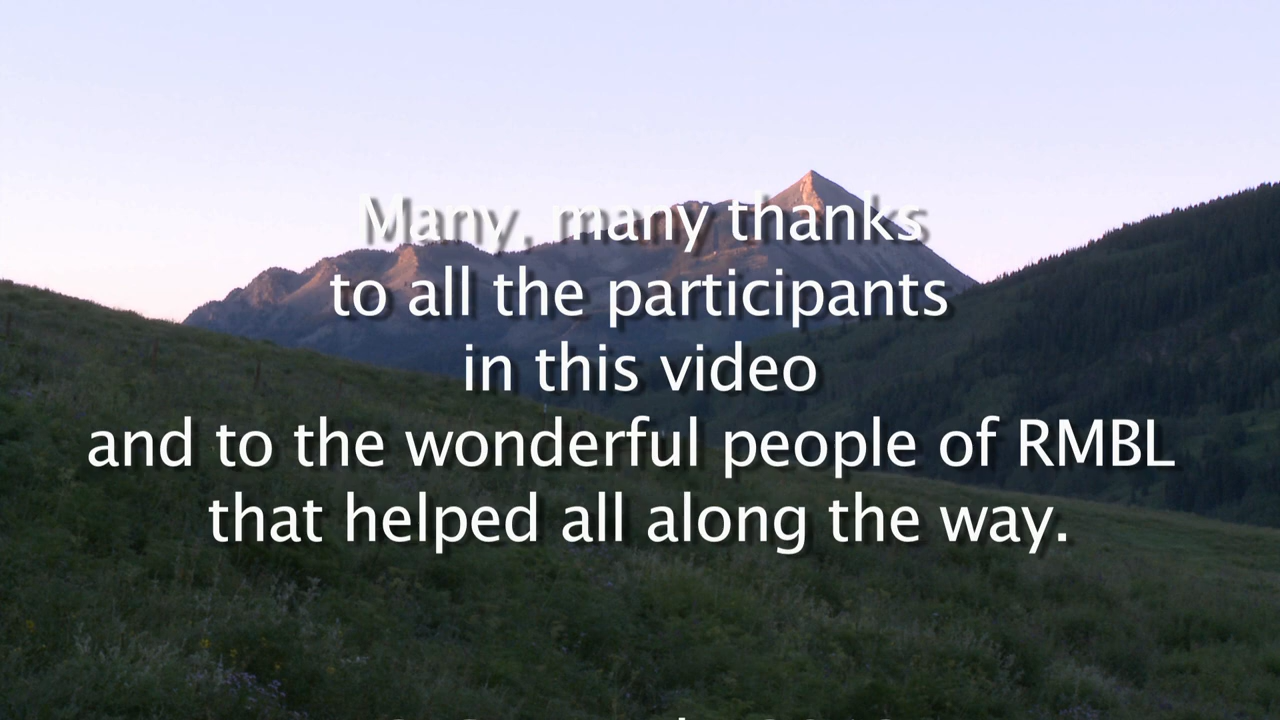 Many, many thanks
to all the participants
in this video
and to the wonderful people of RMBL
that helped all along the way.